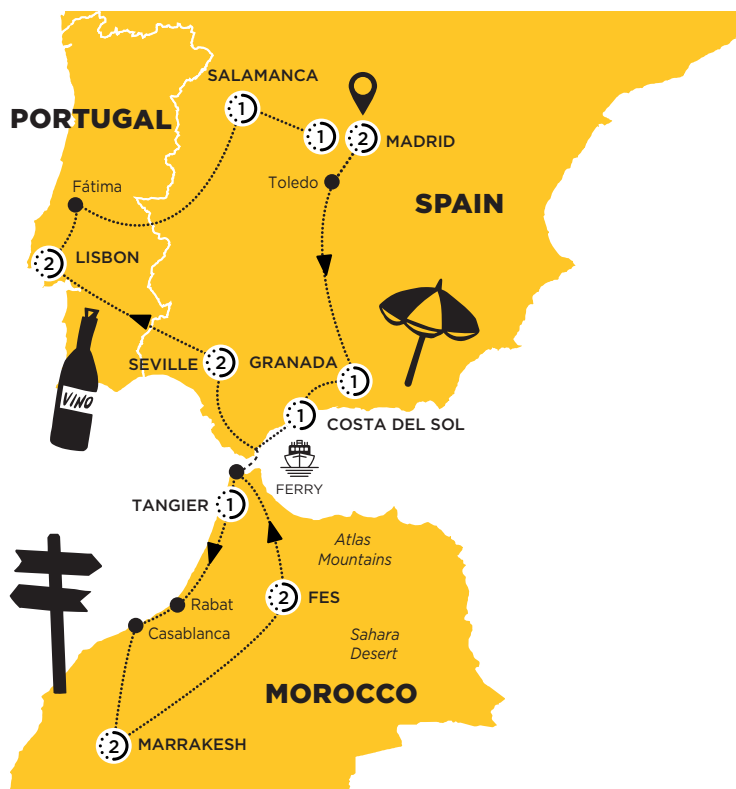 SALAMANCA
1
PORTUGAL
1
2
MADRID
Toledo
Fátima
SPAIN
2
LISBON
SEVILLE
2
GRANADA
1
VINO
1
COSTA DEL SOL
FERRY
TANGIER
1
Atlas
Mountains
2
FES
Rabat
Casablanca
Sahara
Desert
MOROCCO
2
MARRAKESH